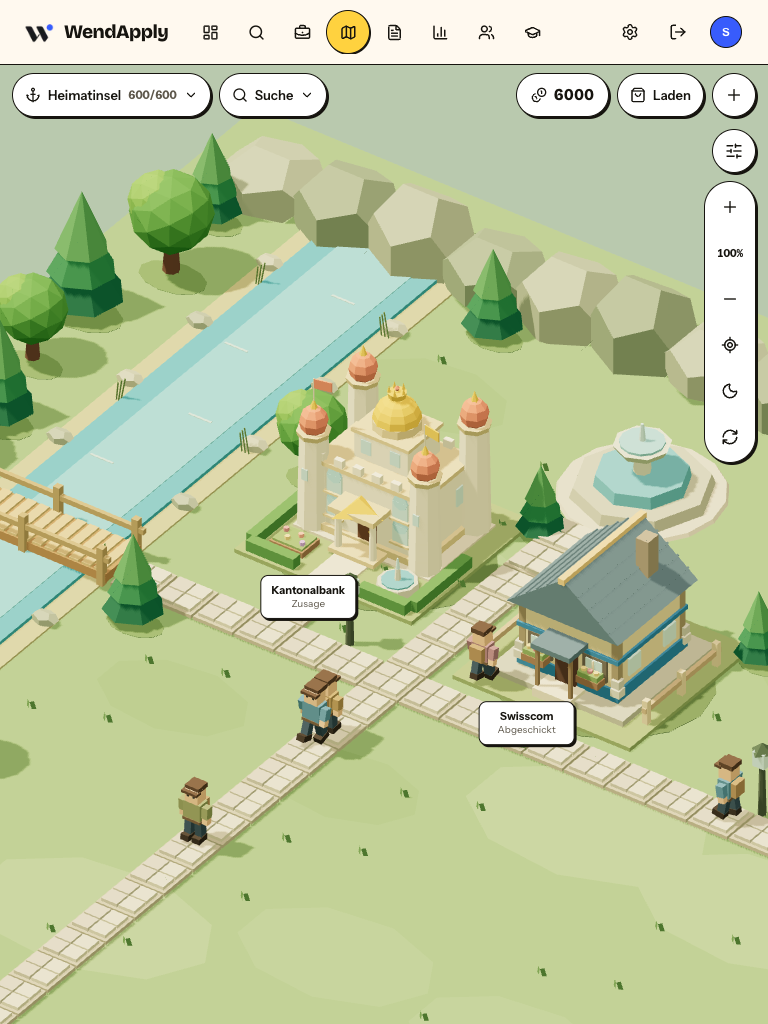 WendApply
S
Heimatinsel 600/600
Suche
6000
Laden
100%
Kantonalbank
Zusage
Swisscom
Abgeschickt